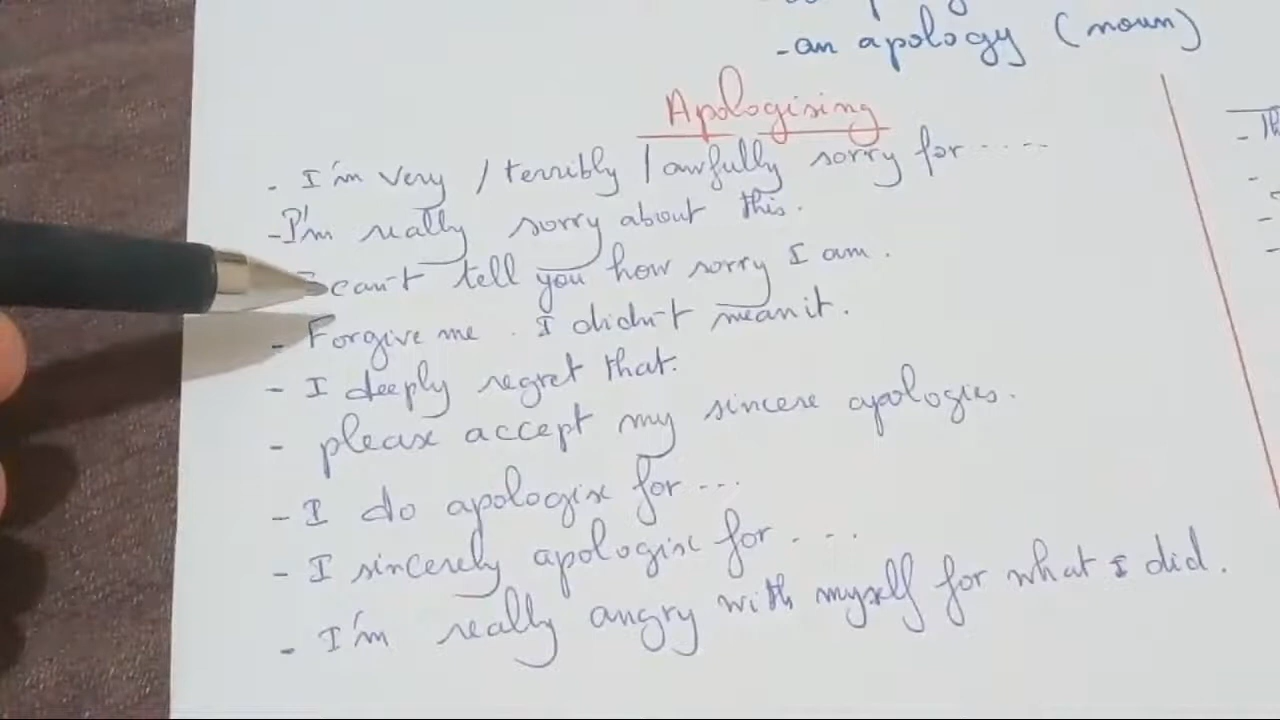 -an apology (noun)
Apologising
- I'm very / terribly / awfully sorry for .....
- I'm really sorry about this.
I can't tell you how sorry I am.
- Forgive me. I didn't mean it.
- I deeply regret that.
- please accept my sincere apologies.
- I do apologise for ...
- I sincerely apologise for ....
- I'm really angry with myself for what I did.